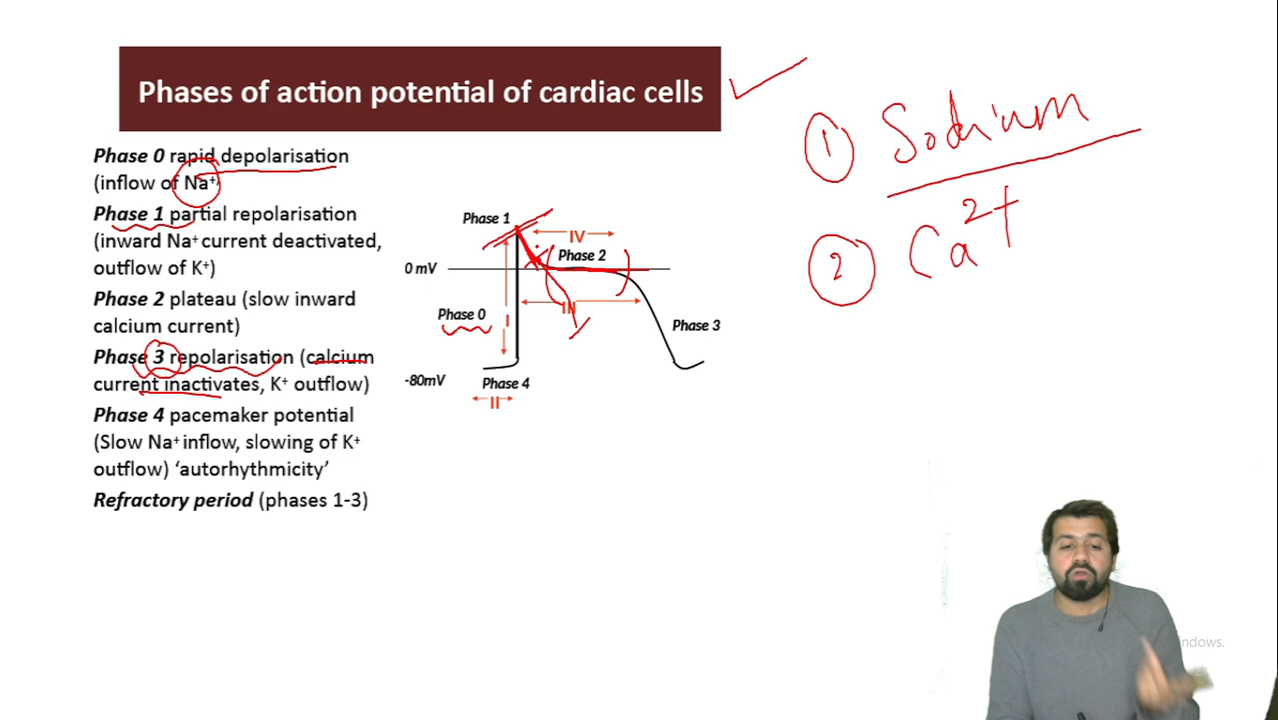 Phases of action potential of cardiac cells
Phase 0 rapid depolarisation
(inflow of Na⁺)
Phase 1 partial repolarisation
(inward Na⁺ current deactivated,
outflow of K⁺)
Phase 2 plateau (slow inward
calcium current)
Phase 3 repolarisation (calcium
current inactivates, K⁺ outflow)
Phase 4 pacemaker potential
(Slow Na⁺ inflow, slowing of K⁺
outflow) ‘autorhythmicity’
Refractory period (phases 1-3)
Phase 1
IV
Phase 2
0 mV
III
Phase 0
I
Phase 3
-80mV
Phase 4
II
1 Sodium
2 Ca²⁺
ndows.